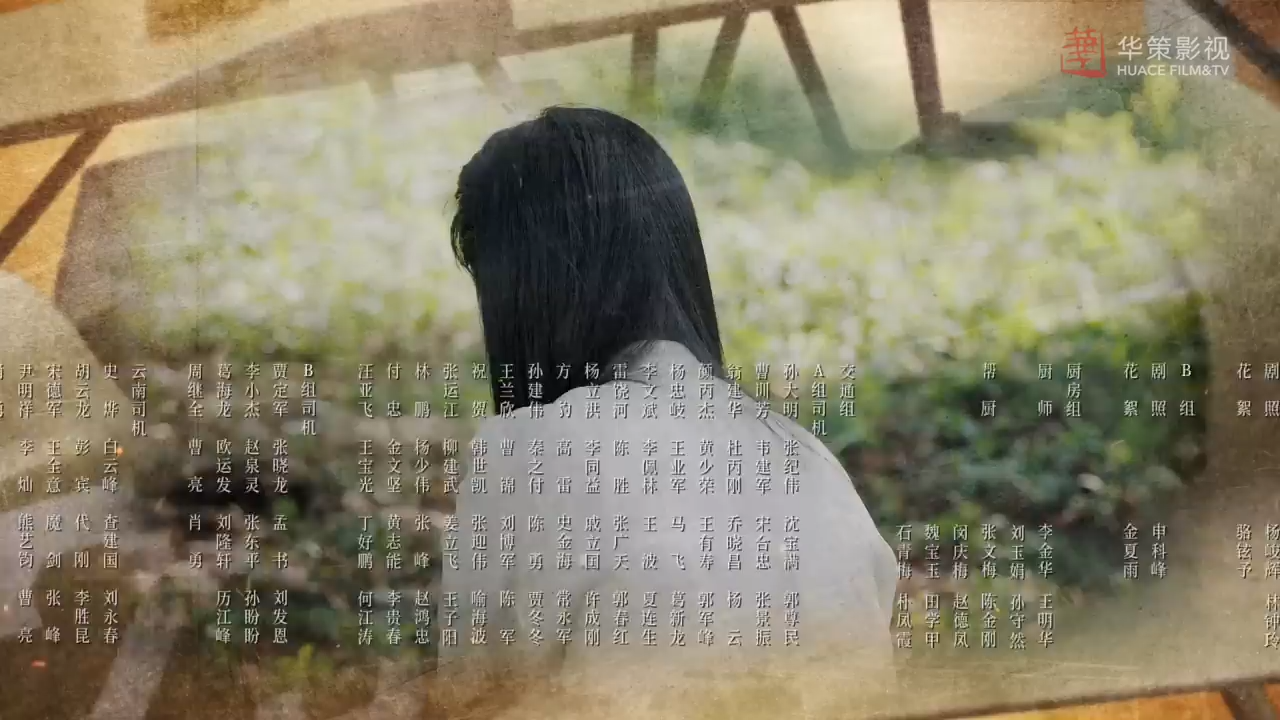 华策影视
HUACE FILM&TV
剧照
花絮 骆铉予
B组
剧照 申科峰
花絮 金夏雨
厨房组
厨师 李金华 王明华
刘玉娟 孙守然
帮厨 张文梅 陈金刚
闵庆梅 赵德凤
魏宝玉 田学甲
石青梅 朴凤霞
交通组
A组司机
孙大明 张纪伟 沈宝满 郭尊民
曹川芳 韦建军 宋合忠 张景振
翁建华 杜丙刚 乔晓昌 杨云
颜丙杰 黄少荣 王有寿 郭军峰
杨忠岐 王业军 马飞 葛新龙
李文斌 李佩林 王波 夏连生
雷饶河 陈胜 张广天 郭春红
杨立洪 李同益 戚立国 许成刚
方豹 高雷 史金海 常永军
孙建伟 秦之付 陈勇 贾冬冬
王兰欣 曹锦 刘博军 陈军
祝贺 韩世凯 张迎伟 喻海波
张运江 柳建武 姜立飞 王子阳
林鹏 杨少伟 张峰 赵鸿忠
付忠 金文坚 黄志能 李贵春
汪亚飞 王宝光 丁好鹏 何江涛
B组司机
贾定军 张晓龙 孟书 刘发恩
李小杰 赵泉灵 张东平 孙盼盼
葛海龙 欧运发 刘隆轩 历江峰
周继全 曹亮 肖勇
云南司机
史烨 白云峰 查建国 刘永春
胡云龙 彭宾 代刚 李胜昆
宋德军 王全意 魔剑 张峰
尹明祥 李灿 熊艺钧 曹亮